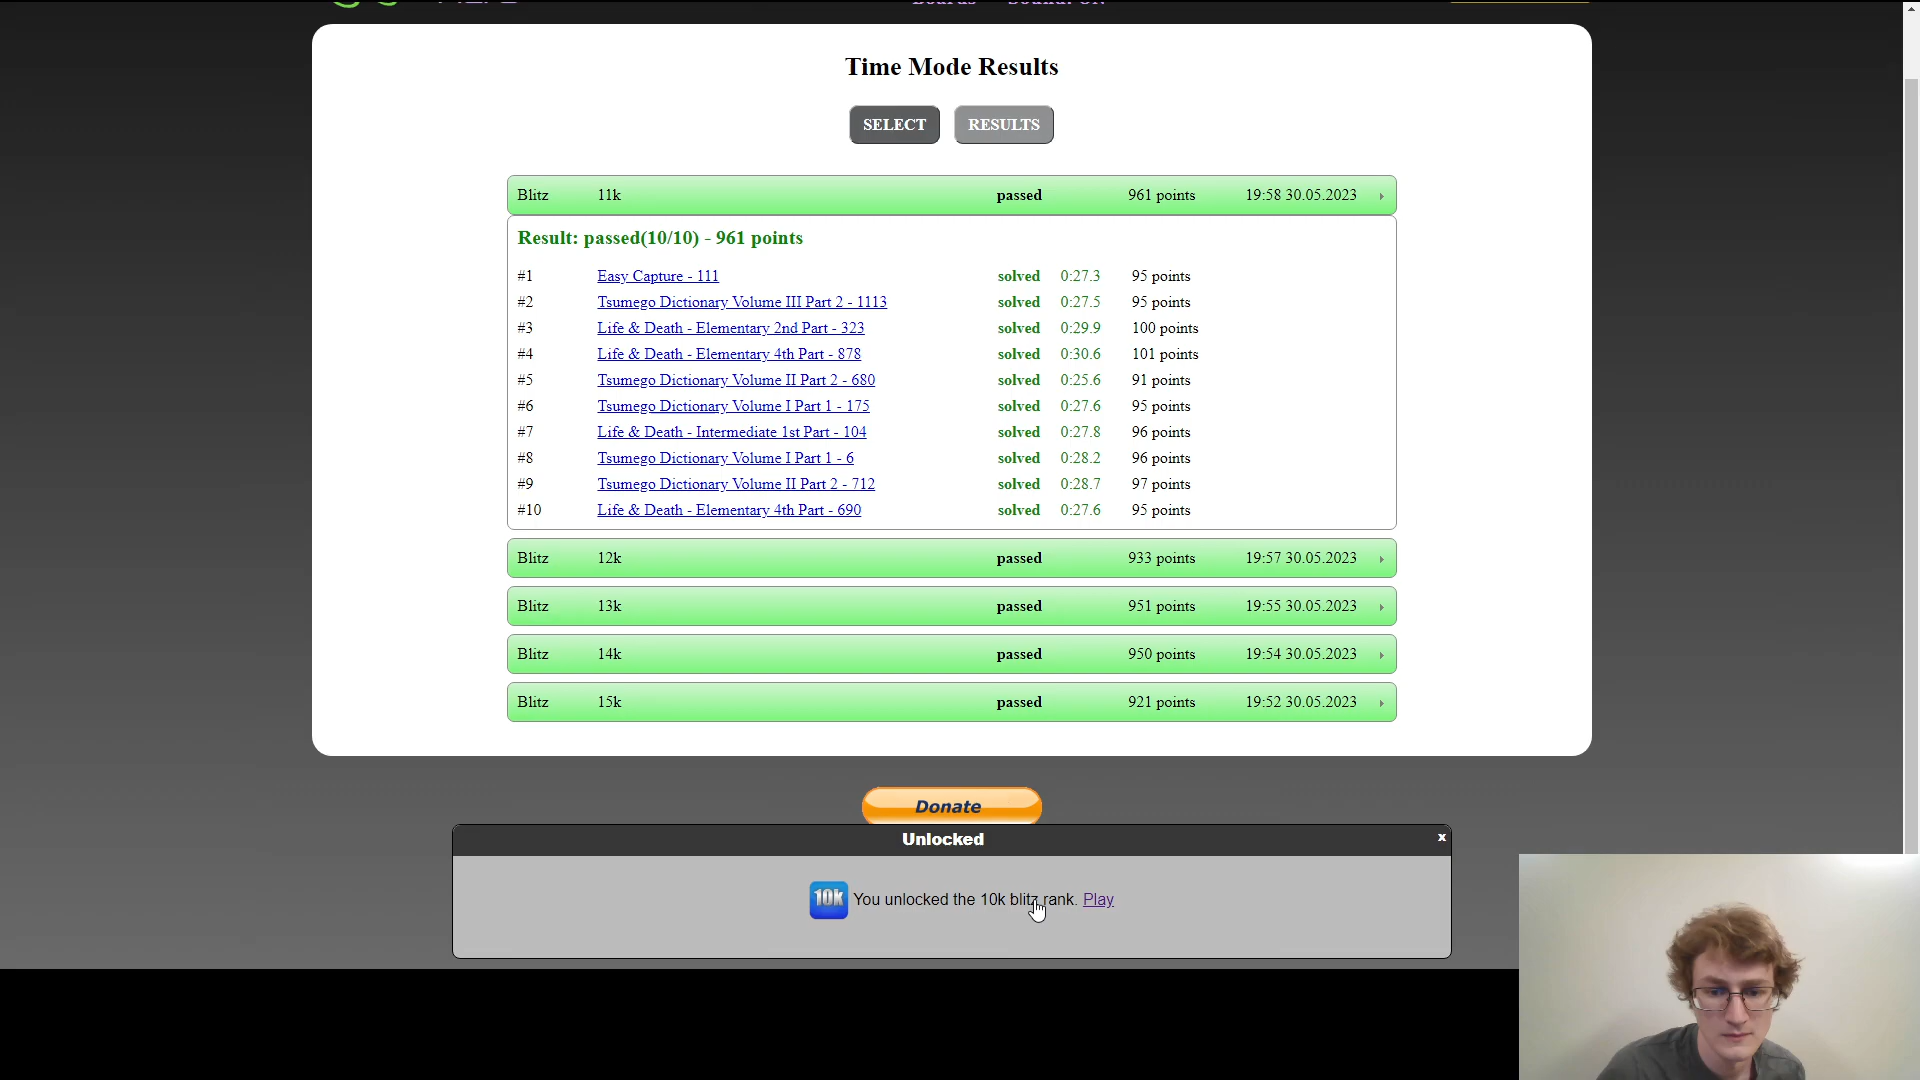 Time Mode Results
SELECT RESULTS
Blitz 11k passed 961 points 19:58 30.05.2023
Result: passed(10/10) - 961 points
#1 Easy Capture - 111 solved 0:27.3 95 points
#2 Tsumego Dictionary Volume III Part 2 - 1113 solved 0:27.5 95 points
#3 Life & Death - Elementary 2nd Part - 323 solved 0:29.9 100 points
#4 Life & Death - Elementary 4th Part - 878 solved 0:30.6 101 points
#5 Tsumego Dictionary Volume II Part 2 - 680 solved 0:25.6 91 points
#6 Tsumego Dictionary Volume I Part 1 - 175 solved 0:27.6 95 points
#7 Life & Death - Intermediate 1st Part - 104 solved 0:27.8 96 points
#8 Tsumego Dictionary Volume I Part 1 - 6 solved 0:28.2 96 points
#9 Tsumego Dictionary Volume II Part 2 - 712 solved 0:28.7 97 points
#10 Life & Death - Elementary 4th Part - 690 solved 0:27.6 95 points
Blitz 12k passed 933 points 19:57 30.05.2023
Blitz 13k passed 951 points 19:55 30.05.2023
Blitz 14k passed 950 points 19:54 30.05.2023
Blitz 15k passed 921 points 19:52 30.05.2023
Donate
Unlocked x
10k You unlocked the 10k blitz rank. Play